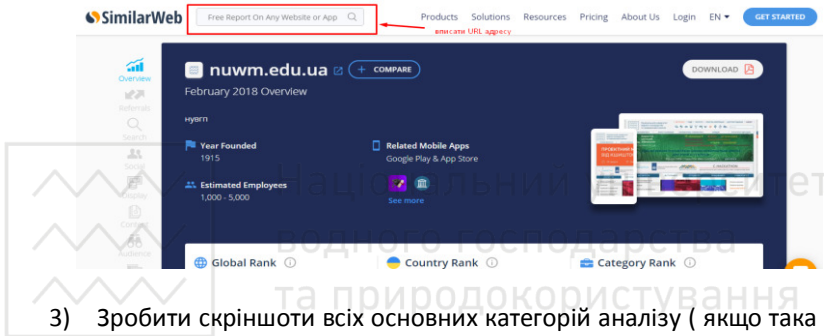 SimilarWeb Free Report On Any Website or App Products Solutions Resources Pricing About Us Login EN GET STARTED
вписати URL адресу
Overview
nuwm.edu.ua + COMPARE DOWNLOAD
Referrals
February 2018 Overview
Search
НУВГП
Year Founded Related Mobile Apps
1915 Google Play & App Store
Social
Estimated Employees
1,000 - 5,000
See more
Display
Content
Audience
Національний університет
водного господарства
та природокористування
Global Rank Country Rank Category Rank
3) Зробити скріншоти всіх основних категорій аналізу ( якщо така